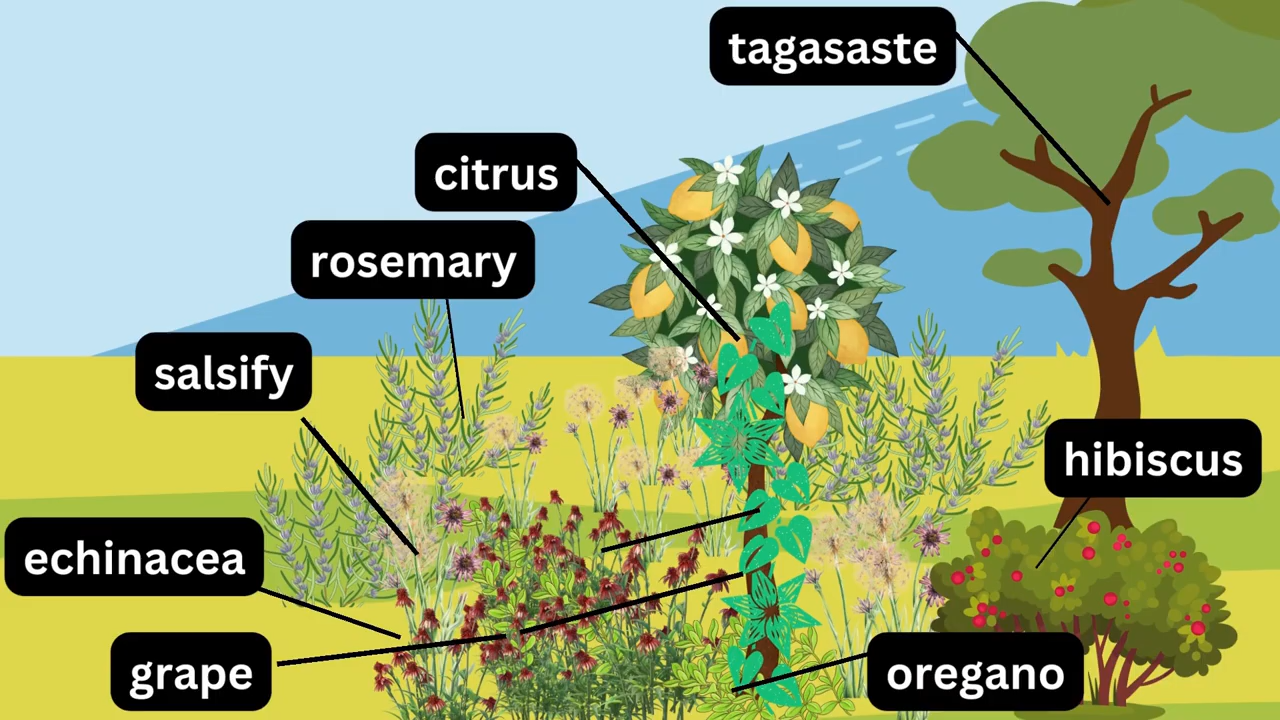 tagasaste
citrus
rosemary
salsify
hibiscus
echinacea
grape
oregano